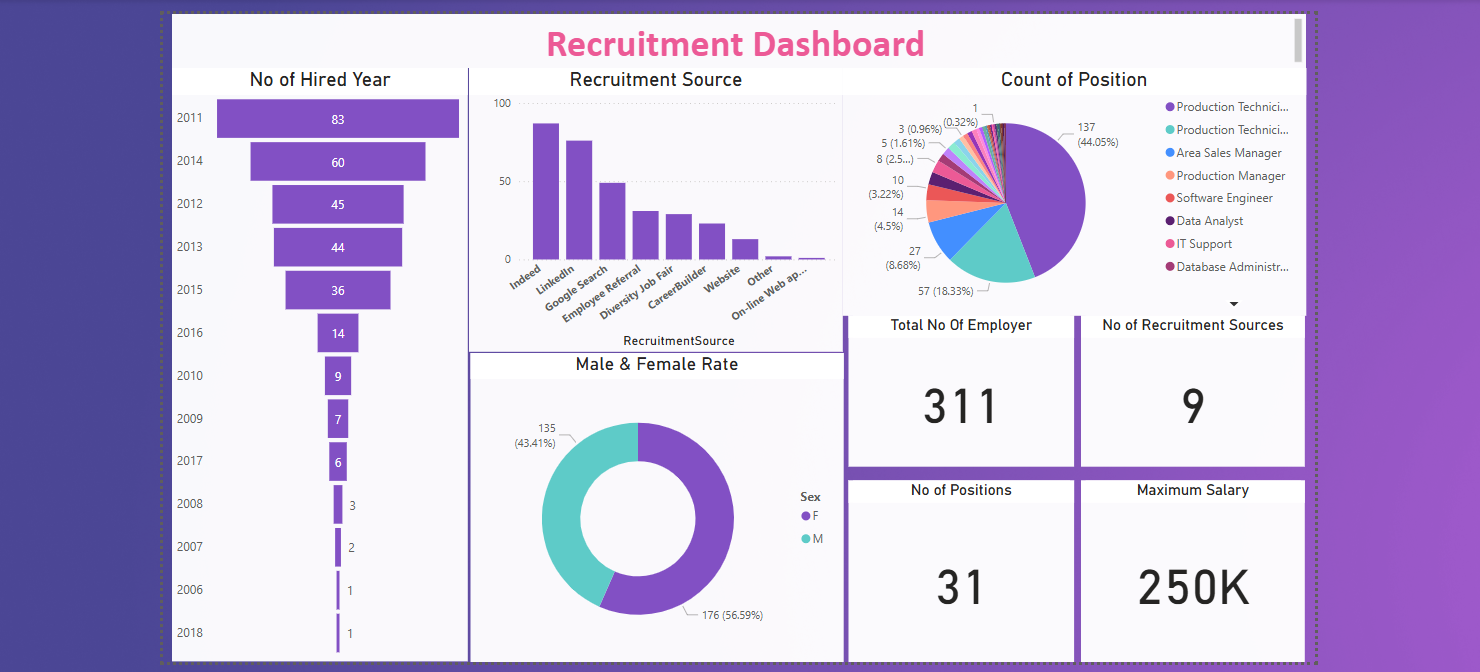 Recruitment Dashboard
No of Hired Year
2011 83
2014 60
2012 45
2013 44
2015 36
2016 14
2010 9
2009 7
2017 6
2008 3
2007 2
2006 1
2018 1
Recruitment Source
100
50
0
Indeed
LinkedIn
Google Search
Employee Referral
Diversity Job Fair
CareerBuilder
Website
Other
On-line Web ap...
RecruitmentSource
Male & Female Rate
135
(43.41%)
176 (56.59%)
Sex
F
M
Count of Position
1
(0.32%)
3 (0.96%)
5 (1.61%)
8 (2.5...)
10
(3.22%)
14
(4.5%)
27
(8.68%)
57 (18.33%)
137
(44.05%)
Production Technici...
Production Technici...
Area Sales Manager
Production Manager
Software Engineer
Data Analyst
IT Support
Database Administr...
Total No Of Employer
311
No of Recruitment Sources
9
No of Positions
31
Maximum Salary
250K